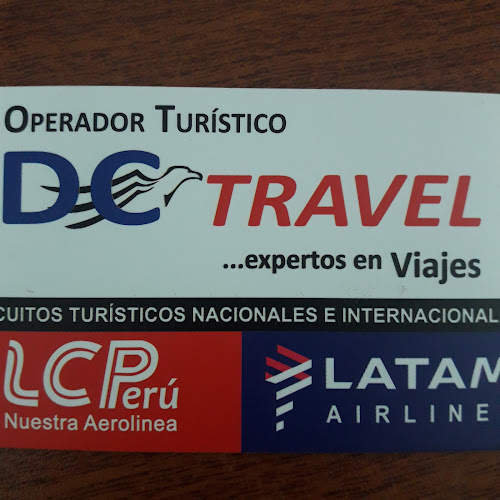 OPERADOR TURÍSTICO
DC TRAVEL
...expertos en Viajes
CUITOS TURÍSTICOS NACIONALES E INTERNACIONAL
LCPerú
Nuestra Aerolinea
LATAM
AIRLINE